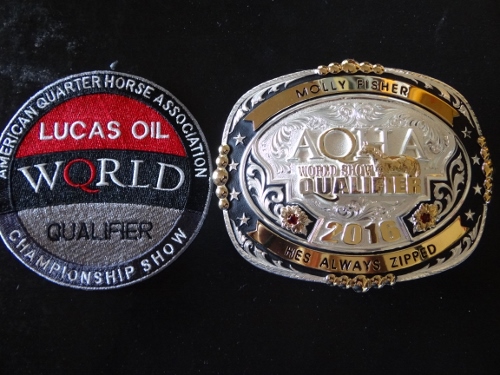 AMERICAN QUARTER HORSE ASSOCIATION
LUCAS OIL
WQRLD
QUALIFIER
CHAMPIONSHIP SHOW
MOLLY FISHER
AQHA
WORLD SHOW
QUALIFIER
2016
HES ALWAYS ZIPPED